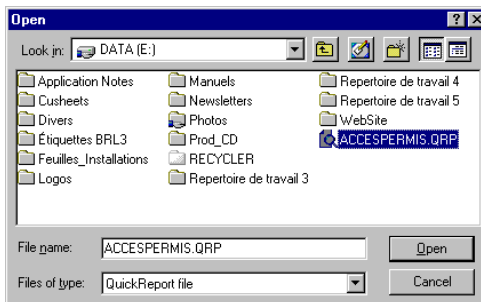 Open
Look in: DATA (E:)
Application Notes Manuels Repertoire de travail 4
Cusheets Newsletters Repertoire de travail 5
Divers Photos WebSite
Étiquettes BRL3 Prod_CD ACCESPERMIS.QRP
Feuilles_Installations RECYCLER
Logos Repertoire de travail 3
File name: ACCESPERMIS.QRP Open
Files of type: QuickReport file Cancel